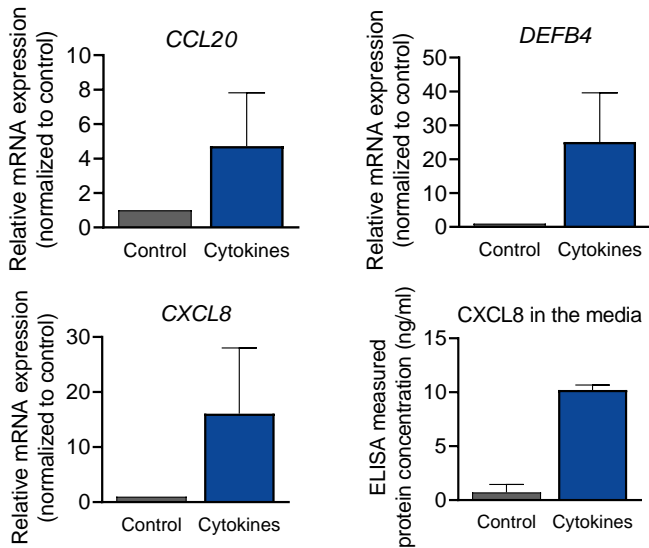 CCL20
Relative mRNA expression
(normalized to control)
10
8
6
4
2
0
Control Cytokines
DEFB4
Relative mRNA expression
(normalized to control)
50
40
30
20
10
0
Control Cytokines
CXCL8
Relative mRNA expression
(normalized to control)
30
20
10
0
Control Cytokines
CXCL8 in the media
ELISA measured
protein concentration (ng/ml)
15
10
5
0
Control Cytokines